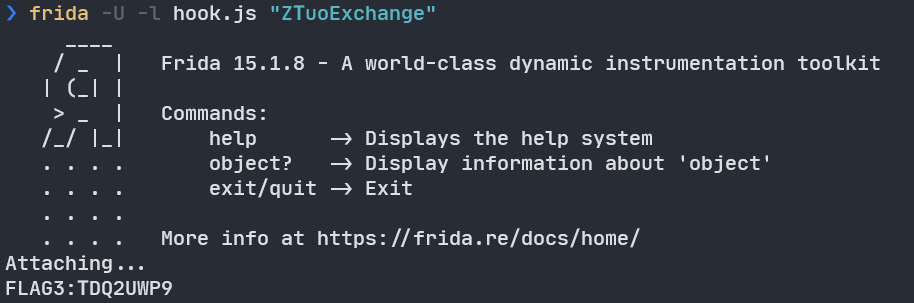 ❯ frida -U -l hook.js "ZTuoExchange"
     ____
    / _  |   Frida 15.1.8 - A world-class dynamic instrumentation toolkit
   | (_| |
    > _  |   Commands:
   /_/ |_|       help      -> Displays the help system
   . . . .       object?   -> Display information about 'object'
   . . . .       exit/quit -> Exit
   . . . .
   . . . .   More info at https://frida.re/docs/home/
Attaching...
FLAG3:TDQ2UWP9